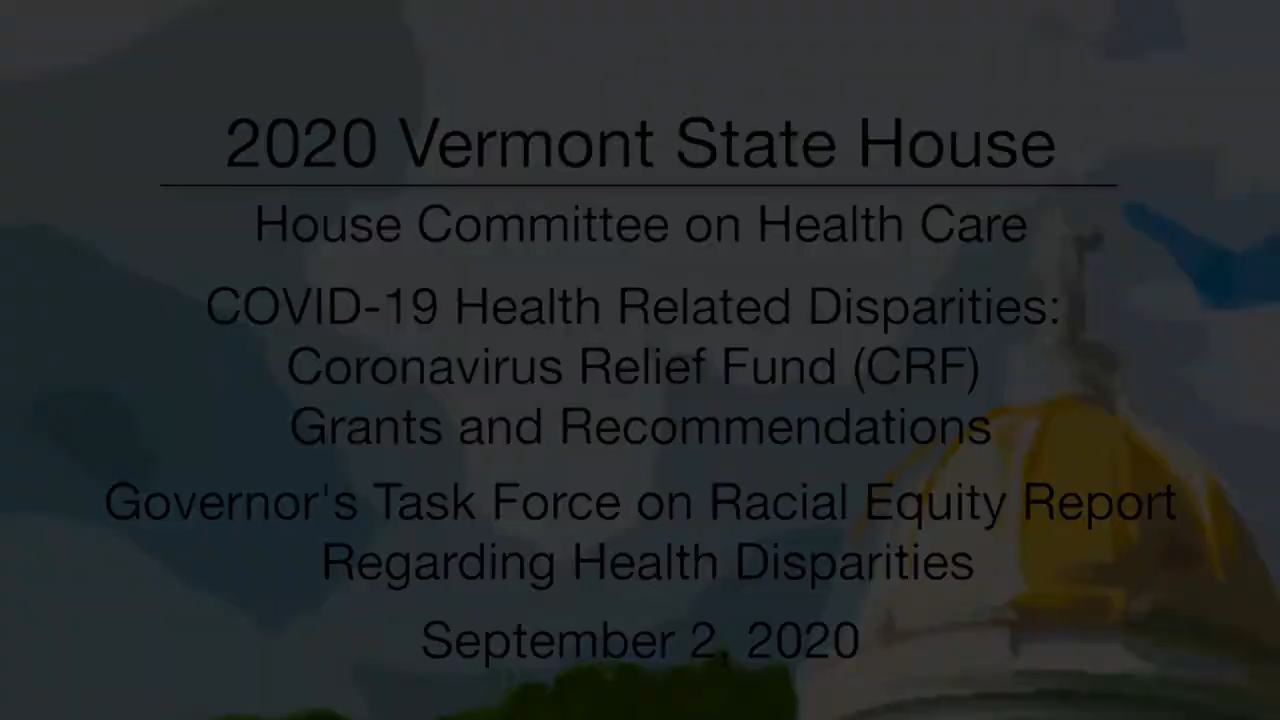 2020 Vermont State House
House Committee on Health Care
COVID-19 Health Related Disparities:
Coronavirus Relief Fund (CRF)
Grants and Recommendations
Governor's Task Force on Racial Equity Report
Regarding Health Disparities
September 2, 2020